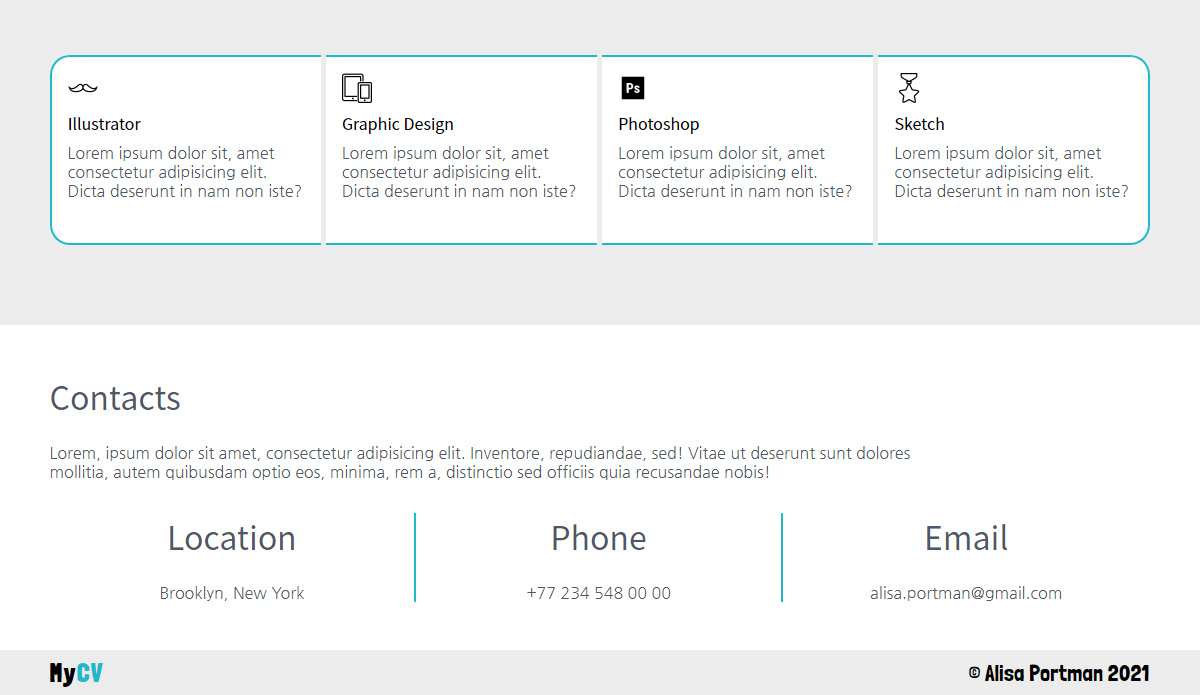 Illustrator
Lorem ipsum dolor sit, amet
consectetur adipisicing elit.
Dicta deserunt in nam non iste?
Graphic Design
Lorem ipsum dolor sit, amet
consectetur adipisicing elit.
Dicta deserunt in nam non iste?
Ps
Photoshop
Lorem ipsum dolor sit, amet
consectetur adipisicing elit.
Dicta deserunt in nam non iste?
Sketch
Lorem ipsum dolor sit, amet
consectetur adipisicing elit.
Dicta deserunt in nam non iste?
Contacts
Lorem, ipsum dolor sit amet, consectetur adipisicing elit. Inventore, repudiandae, sed! Vitae ut deserunt sunt dolores
mollitia, autem quibusdam optio eos, minima, rem a, distinctio sed officiis quia recusandae nobis!
Location
Brooklyn, New York
Phone
+77 234 548 00 00
Email
alisa.portman@gmail.com
MyCV
© Alisa Portman 2021